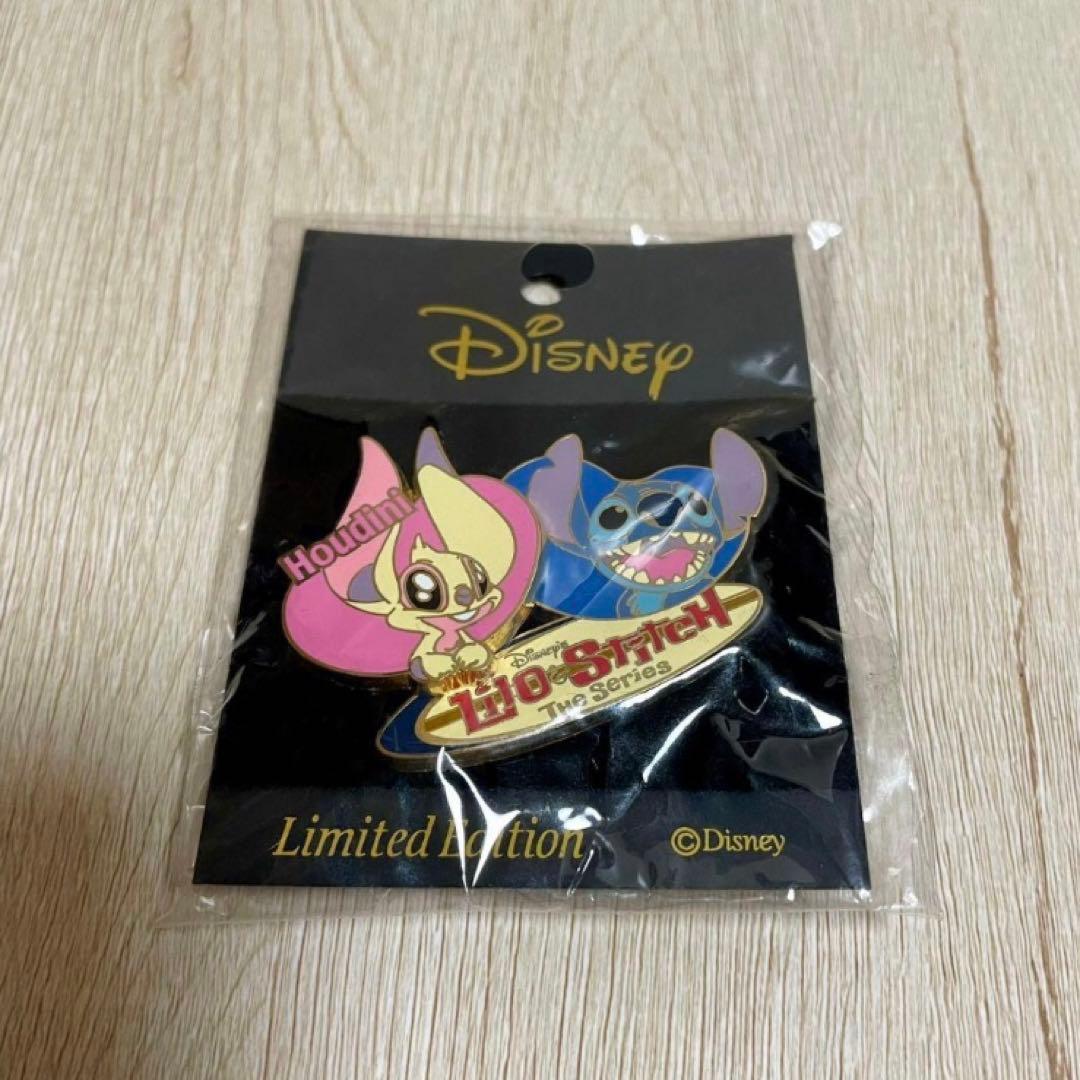 Disney
Houdini
Disney's
Lilo & Stitch
The Series
Limited Edition
©Disney